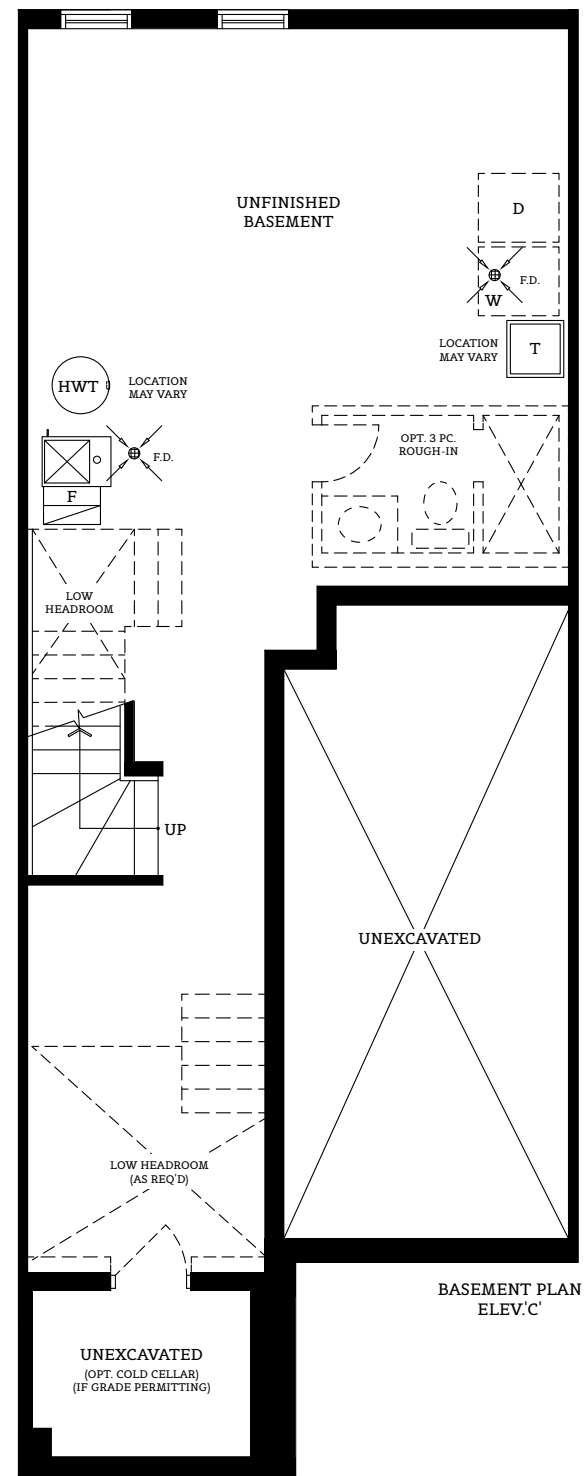 UNFINISHED
BASEMENT
D
F.D.
W
LOCATION
MAY VARY
T
HWT
LOCATION
MAY VARY
F.D.
F
OPT. 3 PC.
ROUGH-IN
LOW
HEADROOM
UP
UNEXCAVATED
LOW HEADROOM
(AS REQ'D)
BASEMENT PLAN
ELEV.'C'
UNEXCAVATED
(OPT. COLD CELLAR)
(IF GRADE PERMITTING)